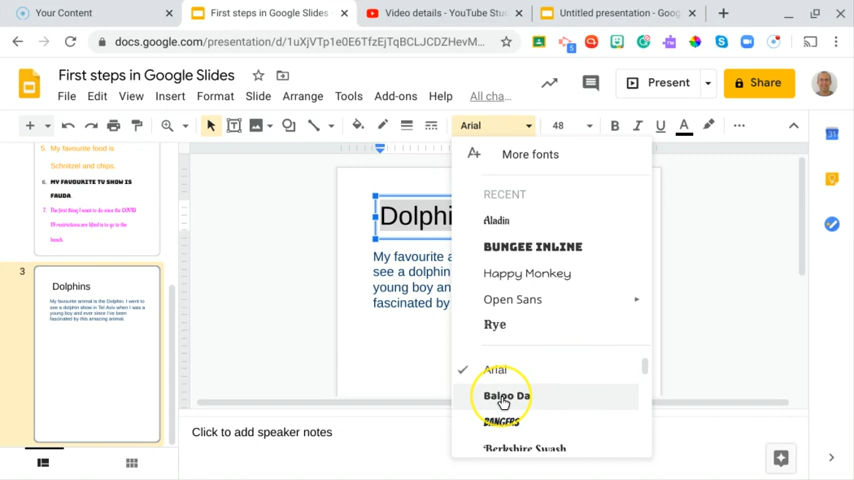 Your Content
First steps in Google Slides -
Video details - YouTube Stu
Untitled presentation - Goog
docs.google.com/presentation/d/1uXjVTp1e0E6TfzEjTqBCLJCDZHevM...
5
First steps in Google Slides
File Edit View Insert Format Slide Arrange Tools Add-ons Help All cha...
Present
Share
Arial
48
B I U A
More fonts
RECENT
Aladin
BUNGEE INLINE
Happy Monkey
Open Sans
Rye
Arial
Baloo Da
BANGERS
Berkshire Swash
5. My favourite food is
Schnitzel and chips.
6. MY FAVOURITE TV SHOW IS
FAUDA
7. The first thing I want to do once the COVID
19 restrictions are lifted is to go to the
beach.
3
Dolphins
My favourite animal is the Dolphin. I went to
see a dolphin show in Tel Aviv when I was a
young boy and ever since I've been
fascinated by this amazing animal.
Dolphi
My favourite a
see a dolphin
young boy an
fascinated by
Click to add speaker notes
31